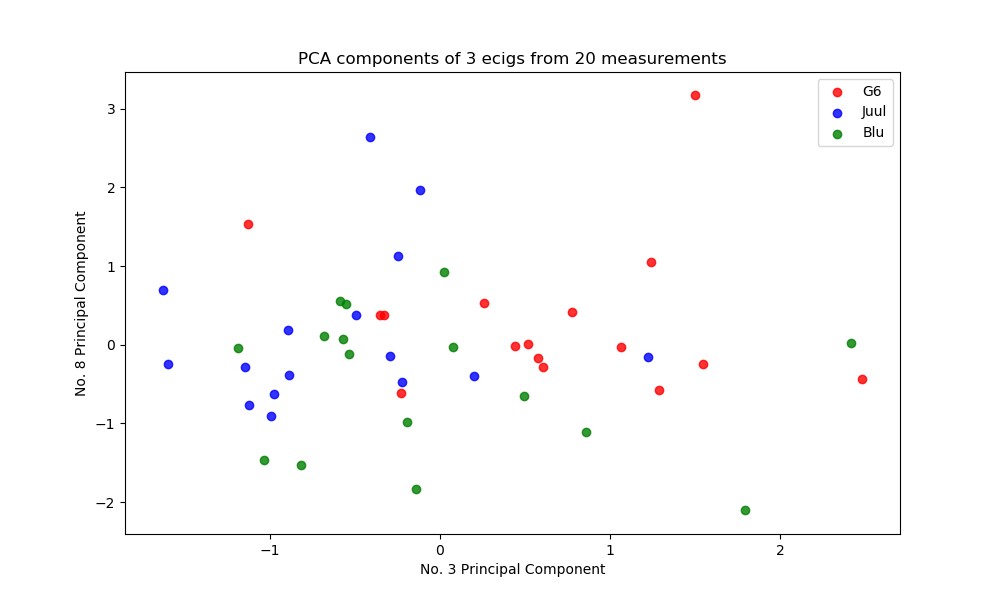 PCA components of 3 ecigs from 20 measurements
G6
Juul
Blu
3
2
1
0
−1
−2
No. 8 Principal Component
−1
0
1
2
No. 3 Principal Component